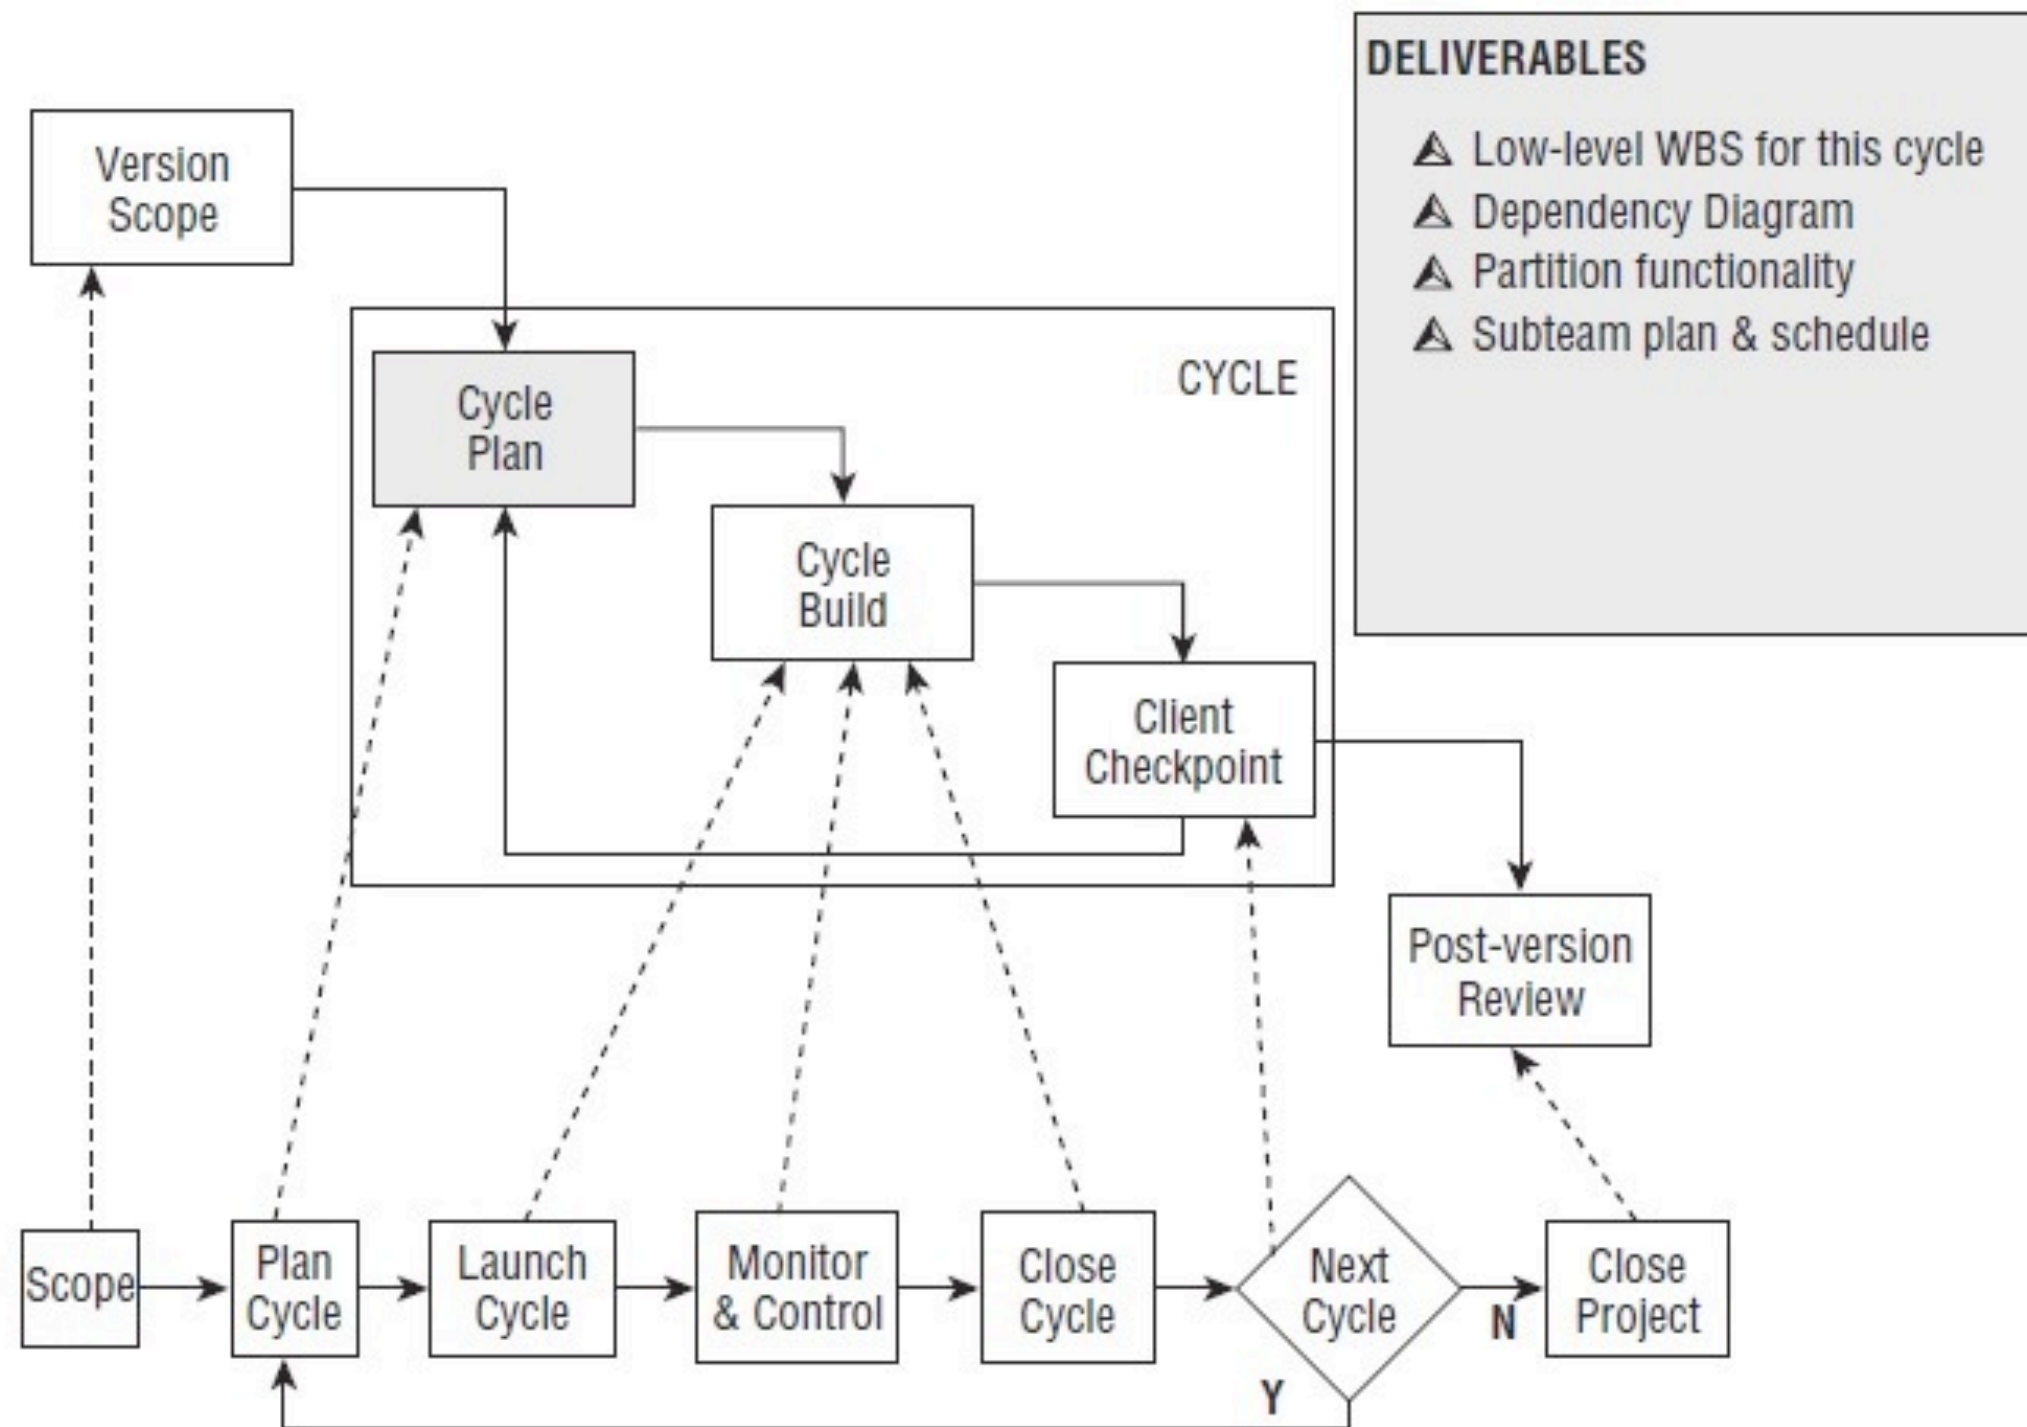 DELIVERABLES
Low-level WBS for this cycle
Dependency Diagram
Partition functionality
Subteam plan & schedule
Version
Scope
CYCLE
Cycle
Plan
Cycle
Build
Client
Checkpoint
Post-version
Review
Scope
Plan
Cycle
Launch
Cycle
Monitor
& Control
Close
Cycle
Next
Cycle
N
Y
Close
Project